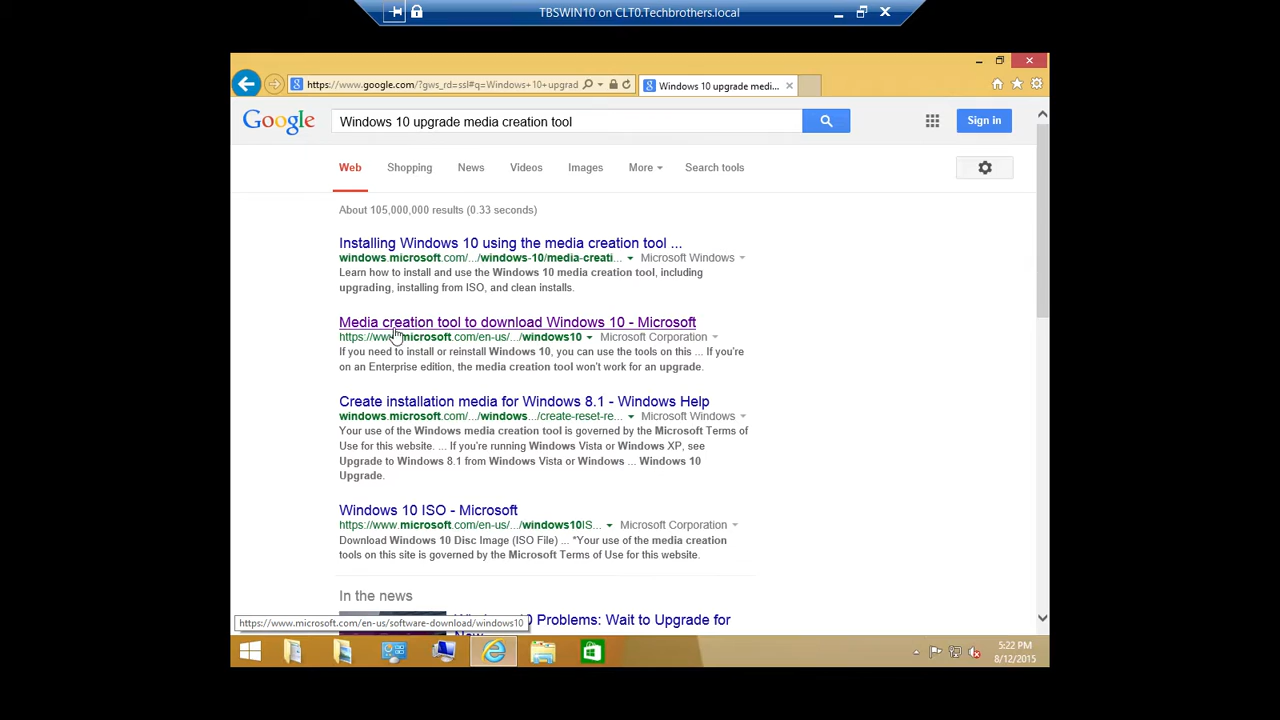 TBSWIN10 on CLT0.Techbrothers.local
https://www.google.com/?gws_rd=ssl#q=Windows+10+upgrad
Windows 10 upgrade medi...
Google
Windows 10 upgrade media creation tool
Sign in
Web Shopping News Videos Images More Search tools
About 105,000,000 results (0.33 seconds)
Installing Windows 10 using the media creation tool ...
windows.microsoft.com/.../windows-10/media-creati... Microsoft Windows
Learn how to install and use the Windows 10 media creation tool, including
upgrading, installing from ISO, and clean installs.
Media creation tool to download Windows 10 - Microsoft
https://www.microsoft.com/en-us/.../windows10 Microsoft Corporation
If you need to install or reinstall Windows 10, you can use the tools on this ... If you're
on an Enterprise edition, the media creation tool won't work for an upgrade.
Create installation media for Windows 8.1 - Windows Help
windows.microsoft.com/.../windows.../create-reset-re... Microsoft Windows
Your use of the Windows media creation tool is governed by the Microsoft Terms of
Use for this website. ... If you're running Windows Vista or Windows XP, see
Upgrade to Windows 8.1 from Windows Vista or Windows ... Windows 10
Upgrade.
Windows 10 ISO - Microsoft
https://www.microsoft.com/en-us/.../windows10IS... Microsoft Corporation
Download Windows 10 Disc Image (ISO File) ... *Your use of the media creation
tools on this site is governed by the Microsoft Terms of Use for this website.
In the news
10 Problems: Wait to Upgrade for
https://www.microsoft.com/en-us/software-download/windows10
5:22 PM
8/12/2015